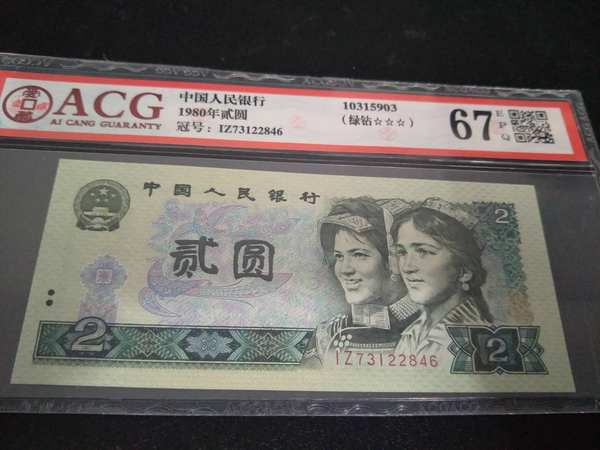 ACG
AI CANG GUARANTY
中国人民银行
1980年贰圆
冠号：IZ73122846
10315903
（绿钻☆☆☆）
67
EPQ
中国人民银行
贰圆
2
2
IZ73122846
2